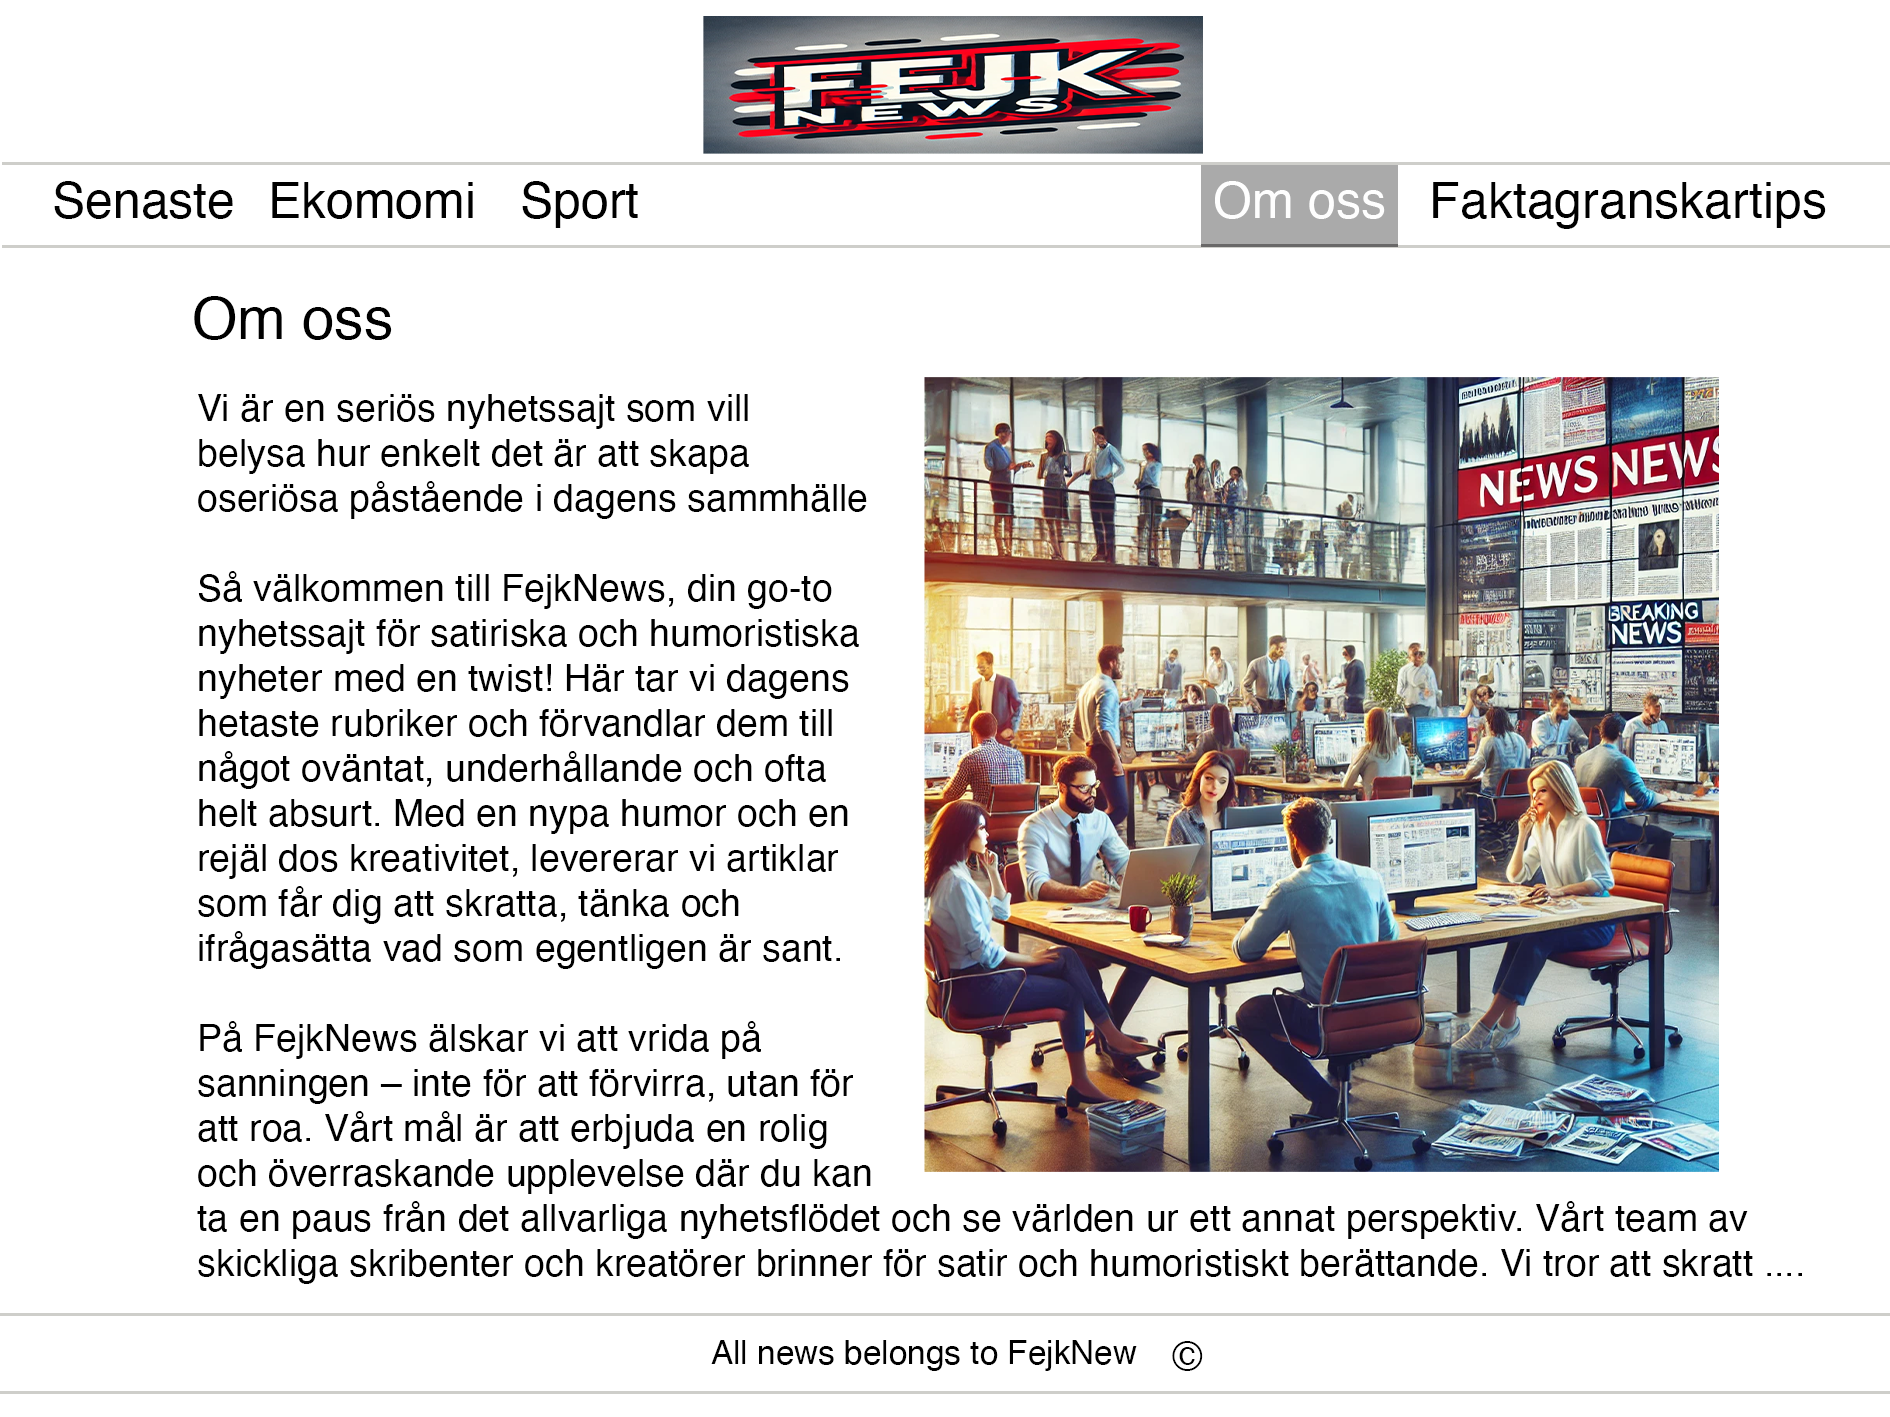 FEJK
NEWS
Senaste Ekomomi Sport Om oss Faktagranskartips
Om oss
Vi är en seriös nyhetssajt som vill
belysa hur enkelt det är att skapa
oseriösa påstående i dagens sammhälle
Så välkommen till FejkNews, din go-to
nyhetssajt för satiriska och humoristiska
nyheter med en twist! Här tar vi dagens
hetaste rubriker och förvandlar dem till
något oväntat, underhållande och ofta
helt absurt. Med en nypa humor och en
rejäl dos kreativitet, levererar vi artiklar
som får dig att skratta, tänka och
ifrågasätta vad som egentligen är sant.
På FejkNews älskar vi att vrida på
sanningen – inte för att förvirra, utan för
att roa. Vårt mål är att erbjuda en rolig
och överraskande upplevelse där du kan
ta en paus från det allvarliga nyhetsflödet och se världen ur ett annat perspektiv. Vårt team av
skickliga skribenter och kreatörer brinner för satir och humoristiskt berättande. Vi tror att skratt ....
NEWS NEWS
BREAKING
NEWS
All news belongs to FejkNew ©